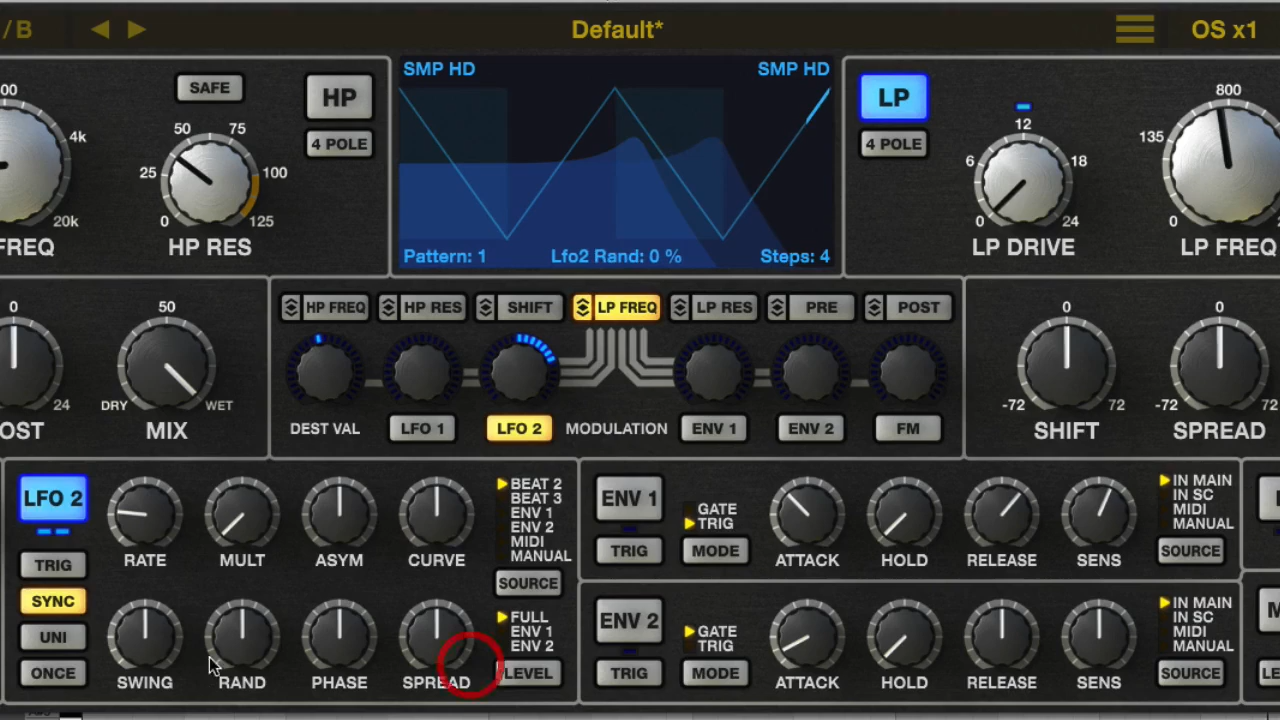 /B
Default*
OS x1
00
4k
20k
FREQ
SAFE
50
75
25
100
0
125
HP RES
HP
4 POLE
SMP HD
SMP HD
Pattern: 1
Lfo2 Rand: 0 %
Steps: 4
LP
4 POLE
12
6
18
0
24
LP DRIVE
800
135
0
LP FREQ
0
24
OST
50
DRY
WET
MIX
HP FREQ
HP RES
SHIFT
LP FREQ
LP RES
PRE
POST
DEST VAL
LFO 1
LFO 2
MODULATION
ENV 1
ENV 2
FM
0
-72
72
SHIFT
0
-72
72
SPREAD
LFO 2
TRIG
SYNC
UNI
ONCE
RATE
MULT
ASYM
CURVE
SWING
RAND
PHASE
SPREAD
BEAT 2
BEAT 3
ENV 1
ENV 2
MIDI
MANUAL
SOURCE
FULL
ENV 1
ENV 2
LEVEL
ENV 1
TRIG
GATE
TRIG
MODE
ATTACK
HOLD
RELEASE
SENS
IN MAIN
IN SC
MIDI
MANUAL
SOURCE
ENV 2
TRIG
GATE
TRIG
MODE
ATTACK
HOLD
RELEASE
SENS
IN MAIN
IN SC
MIDI
MANUAL
SOURCE
LE